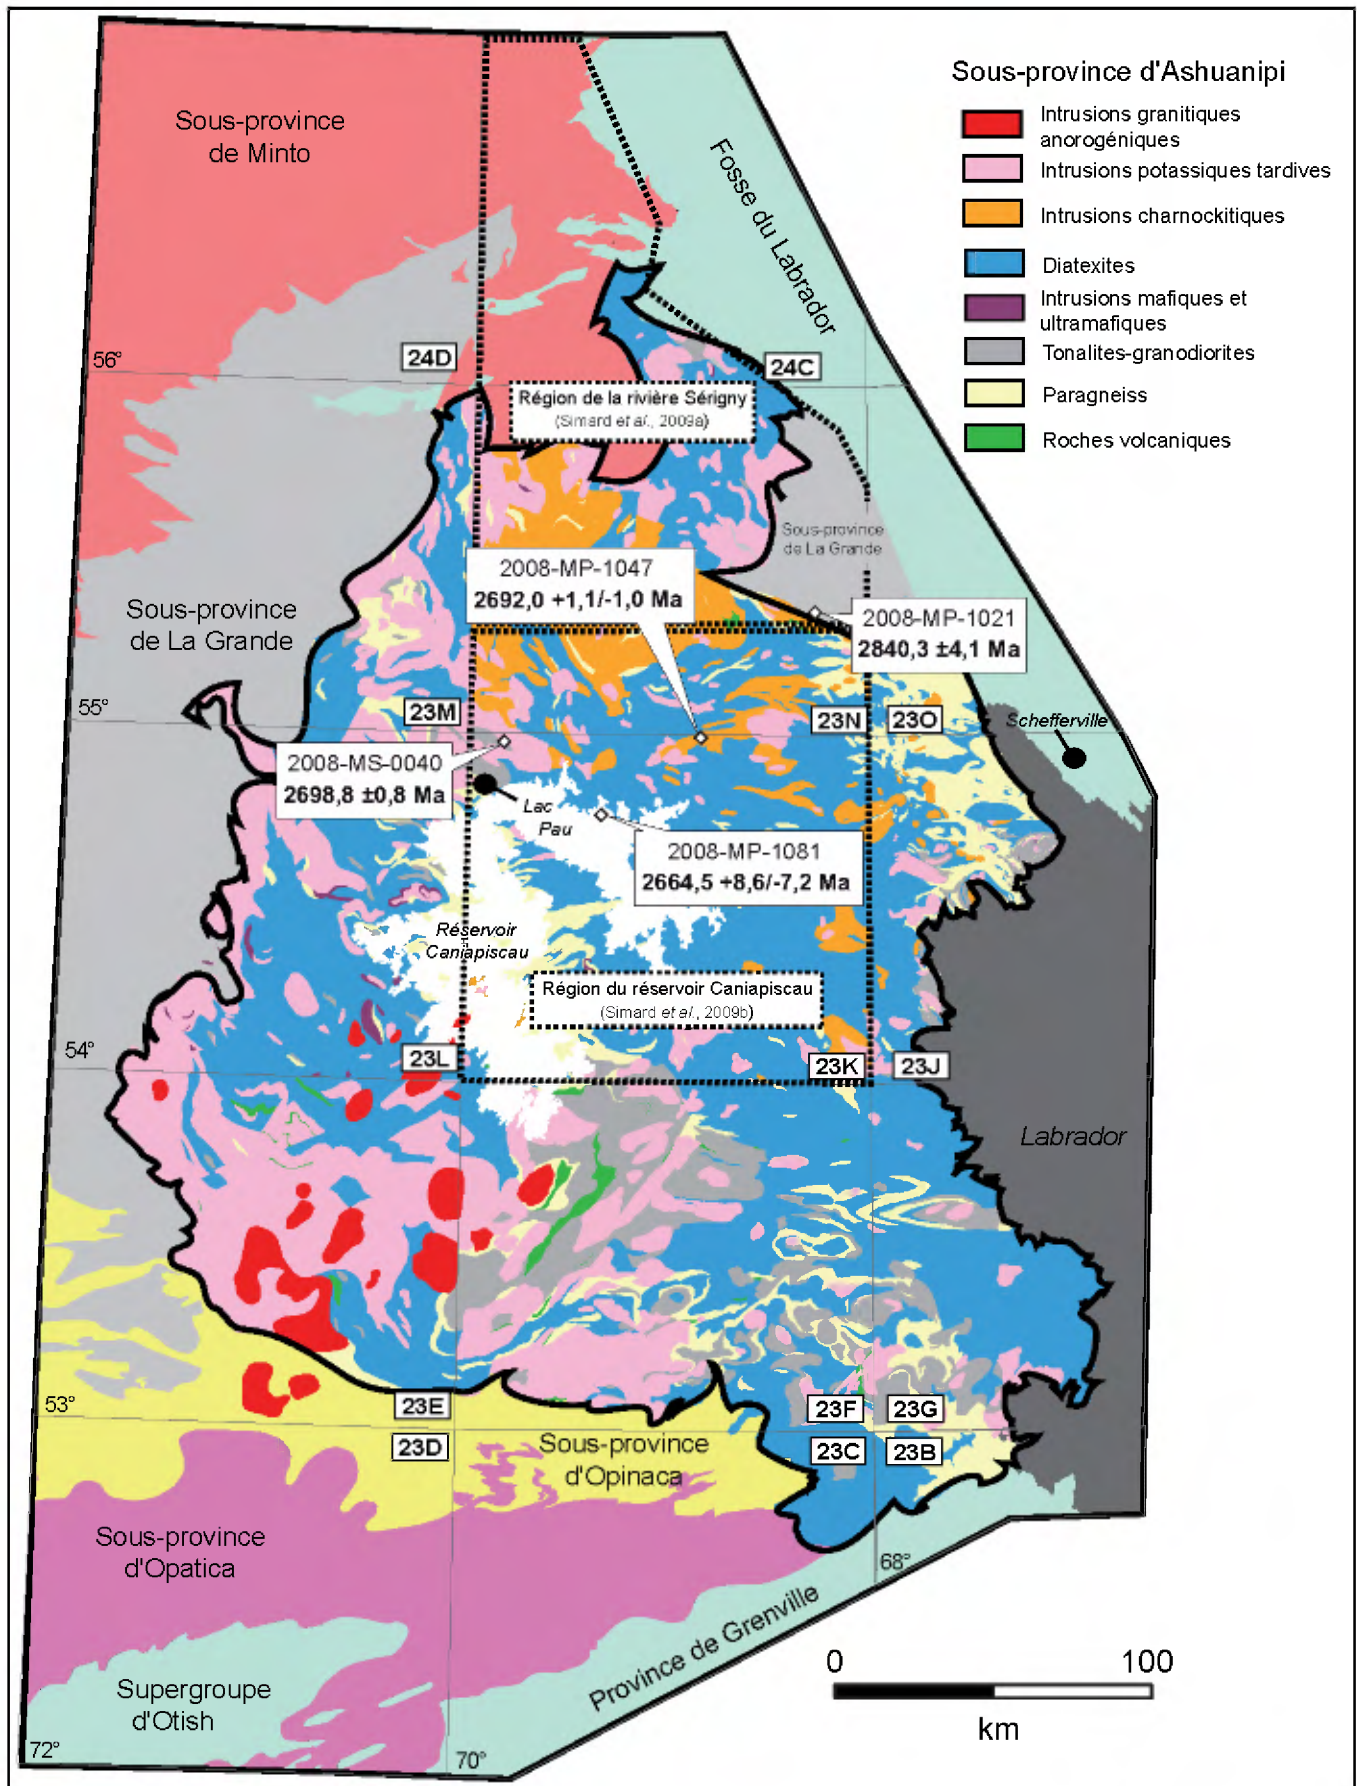 Sous-province d'Ashuanipi
Intrusions granitiques
anorogéniques
Intrusions potassiques tardives
Intrusions charnockitiques
Diatexites
Intrusions mafiques et
ultramafiques
Tonalites-granodiorites
Paragneiss
Roches volcaniques
Sous-province
de Minto
Fosse du Labrador
56°
24D
24C
Région de la rivière Sérigny
(Simard et al., 2009a)
Sous-province
de La Grande
2008-MP-1047
2692,0 +1,1/-1,0 Ma
Sous-province
de La Grande
2008-MP-1021
2840,3 ±4,1 Ma
55°
23M
23N
23O
Schefferville
2008-MS-0040
2698,8 ±0,8 Ma
Lac
Pau
2008-MP-1081
2664,5 +8,6/-7,2 Ma
Réservoir
Caniapiscau
Région du réservoir Caniapiscau
(Simard et al., 2009b)
54°
23L
23K
23J
Labrador
53°
23E
23F
23G
23D
23C
23B
Sous-province
d'Opinaca
Sous-province
d'Opatica
68°
Province de Grenville
Supergroupe
d'Otish
0
100
km
72°
70°